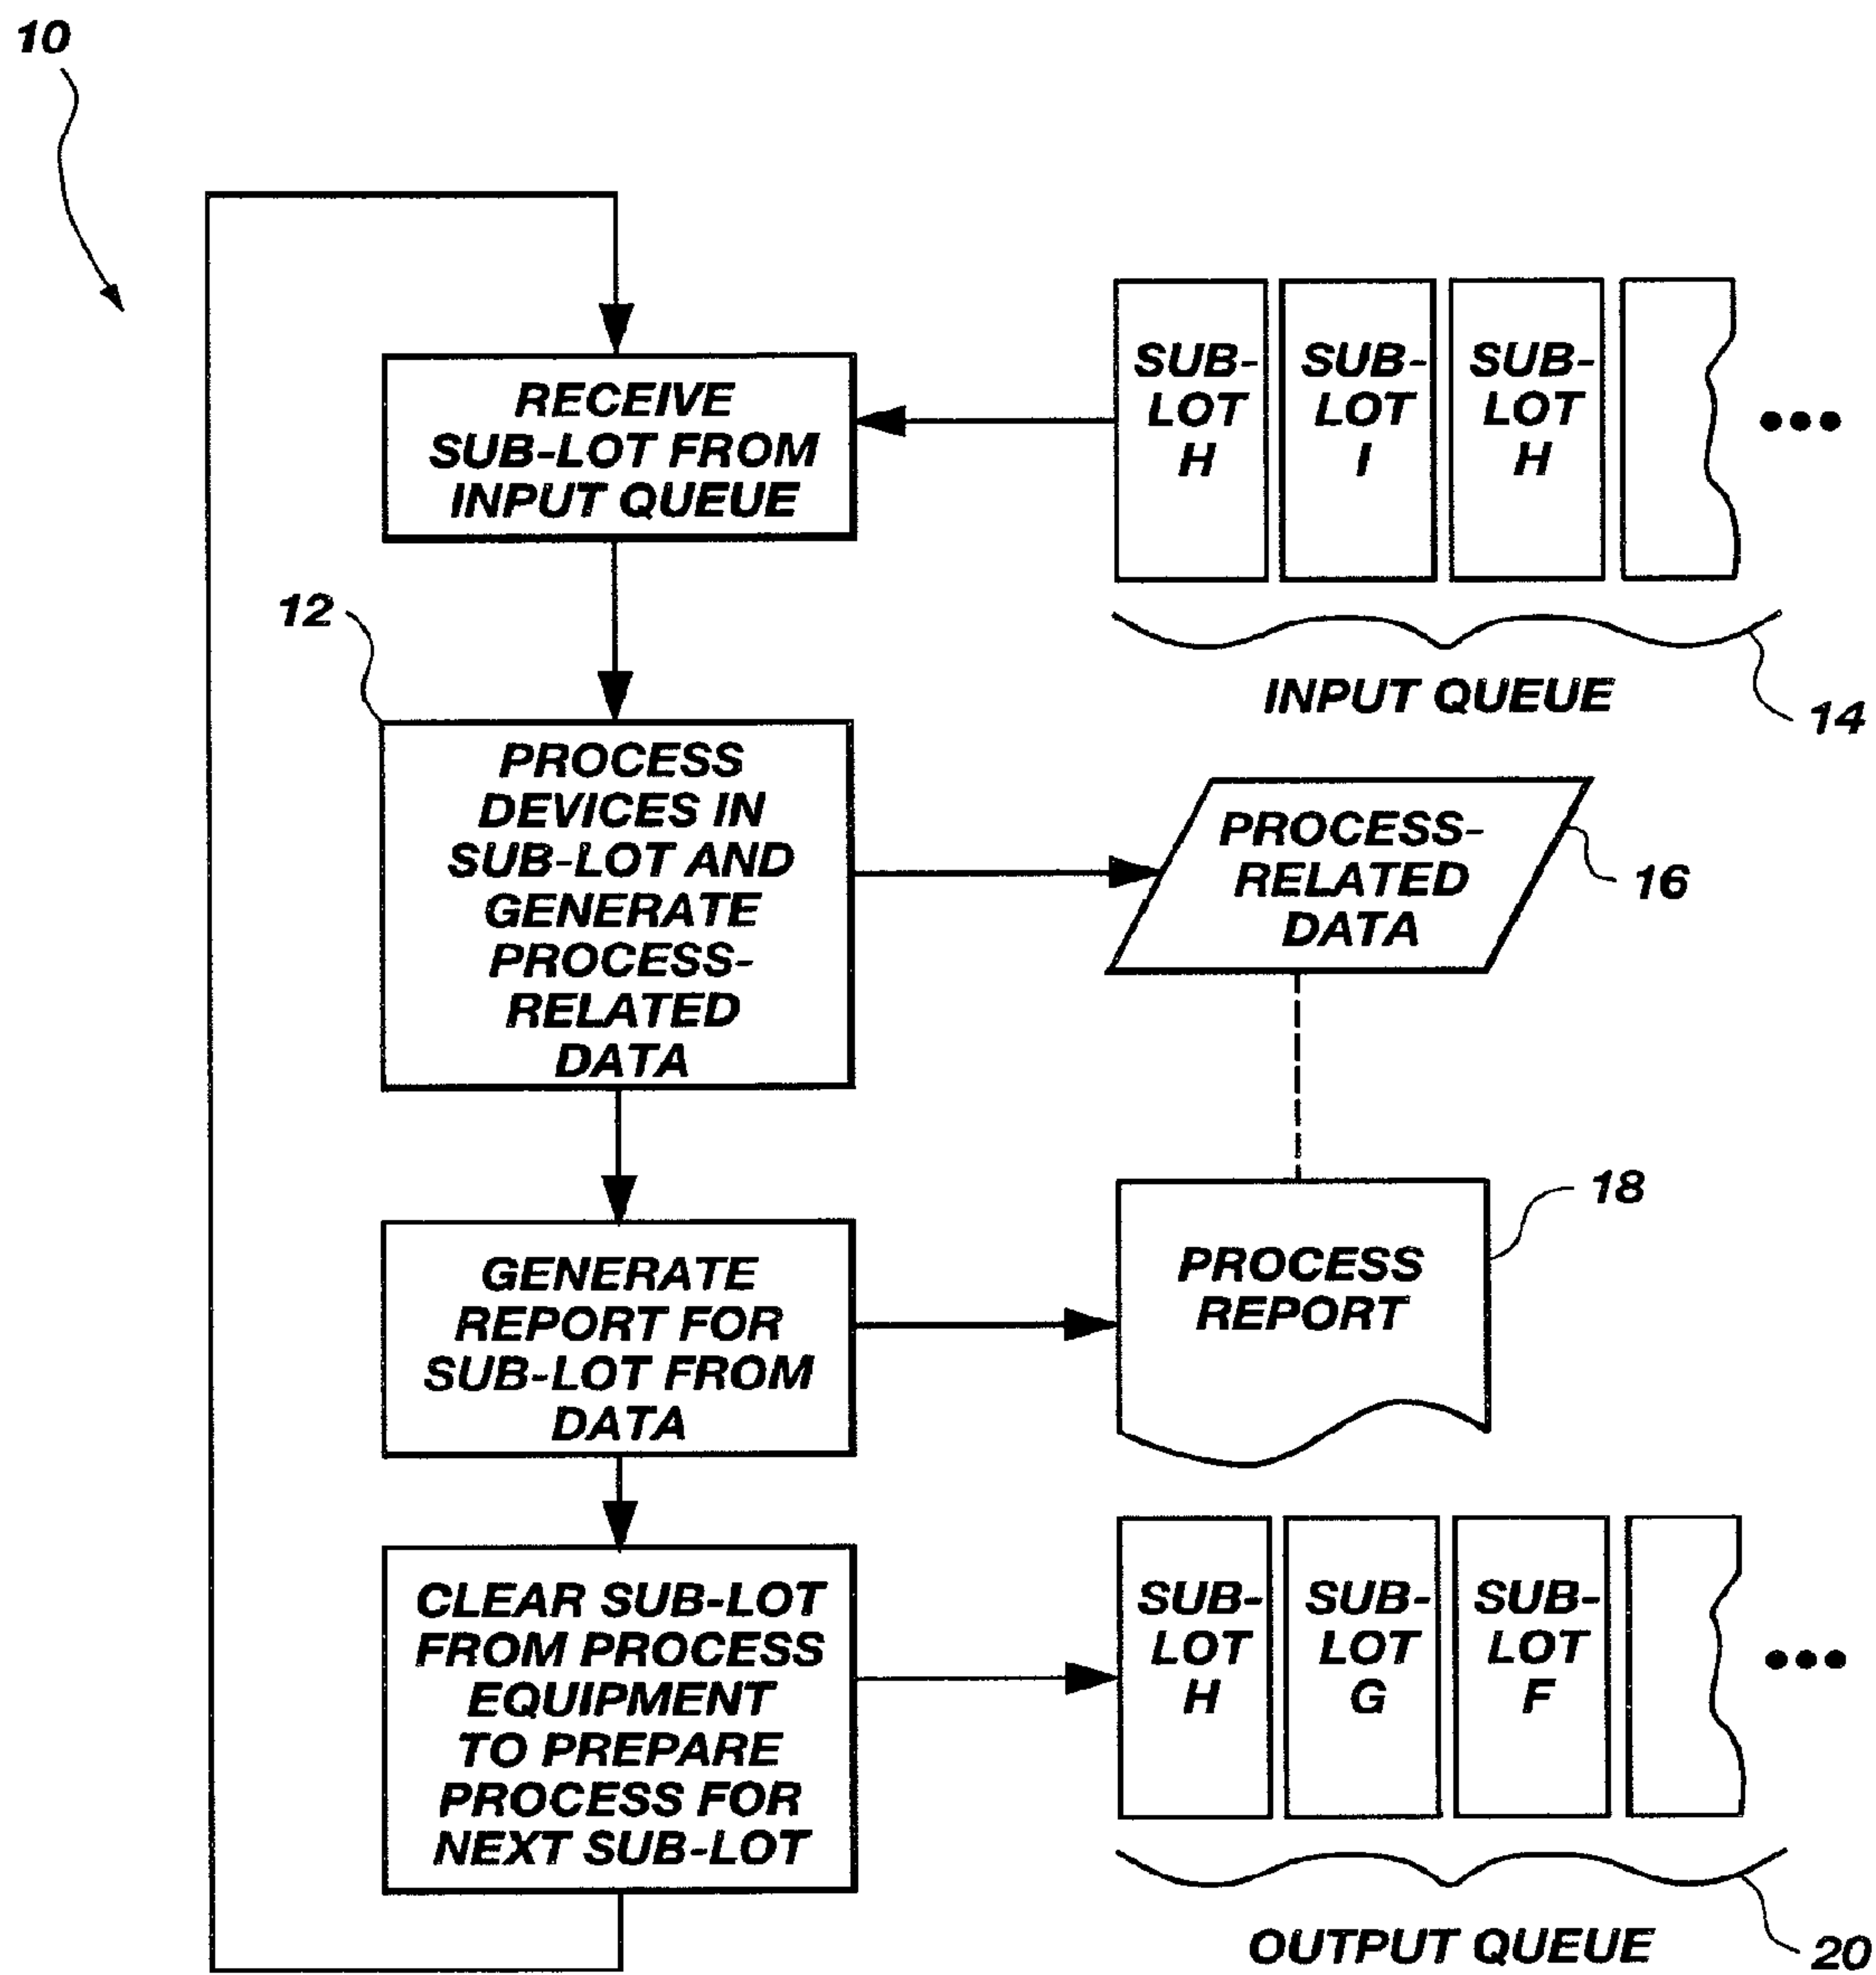 10
RECEIVE
SUB-LOT FROM
INPUT QUEUE
SUB-
LOT
H
SUB-
LOT
I
SUB-
LOT
H
INPUT QUEUE
14
12
PROCESS
DEVICES IN
SUB-LOT AND
GENERATE
PROCESS-
RELATED
DATA
PROCESS-
RELATED
DATA
16
GENERATE
REPORT FOR
SUB-LOT FROM
DATA
PROCESS
REPORT
18
CLEAR SUB-LOT
FROM PROCESS
EQUIPMENT
TO PREPARE
PROCESS FOR
NEXT SUB-LOT
SUB-
LOT
H
SUB-
LOT
G
SUB-
LOT
F
OUTPUT QUEUE
20